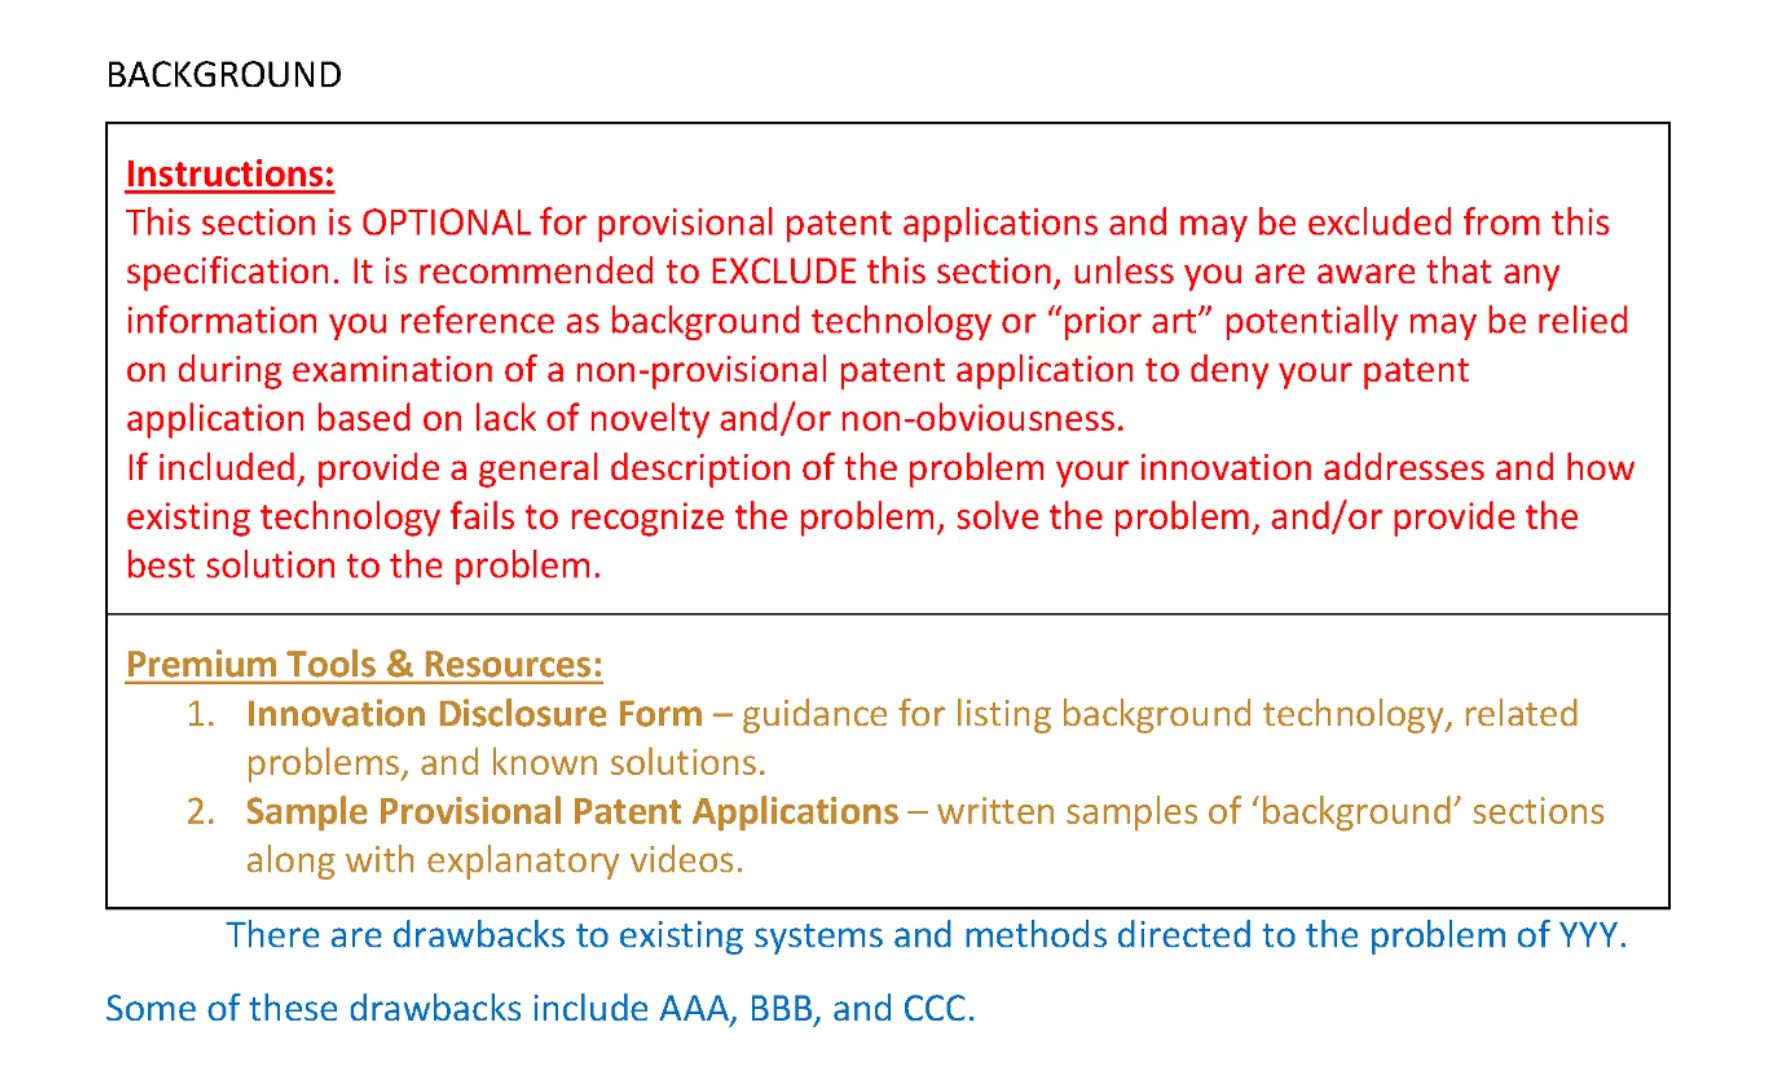 BACKGROUND
Instructions:
This section is OPTIONAL for provisional patent applications and may be excluded from this
specification. It is recommended to EXCLUDE this section, unless you are aware that any
information you reference as background technology or “prior art” potentially may be relied
on during examination of a non-provisional patent application to deny your patent
application based on lack of novelty and/or non-obviousness.
If included, provide a general description of the problem your innovation addresses and how
existing technology fails to recognize the problem, solve the problem, and/or provide the
best solution to the problem.
Premium Tools & Resources:
1. Innovation Disclosure Form – guidance for listing background technology, related
problems, and known solutions.
2. Sample Provisional Patent Applications – written samples of ‘background’ sections
along with explanatory videos.
There are drawbacks to existing systems and methods directed to the problem of YYY.
Some of these drawbacks include AAA, BBB, and CCC.